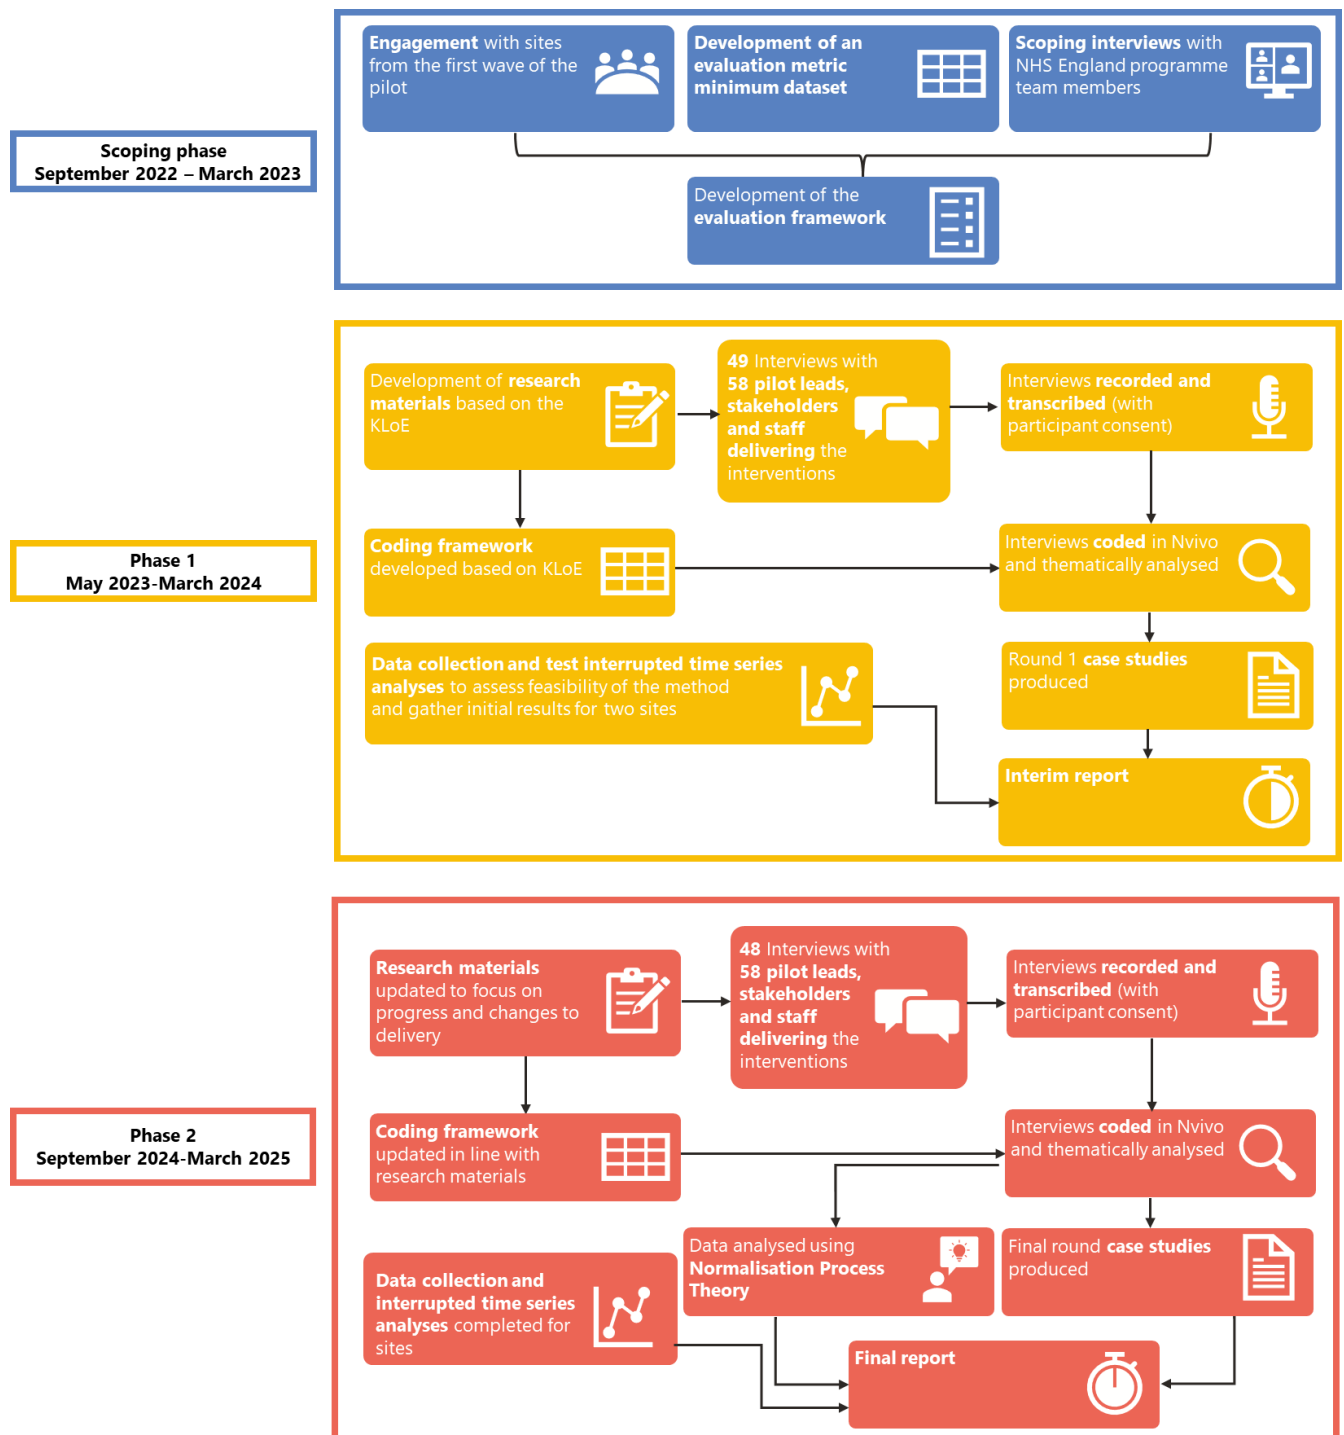 Engagement with sites
from the first wave of the
pilot
Development of an
evaluation metric
minimum dataset
Scoping interviews with
NHS England programme
team members
Scoping phase
September 2022 – March 2023
Development of the
evaluation framework
Development of research
materials based on the
KLoE
49 Interviews with
58 pilot leads,
stakeholders
and staff
delivering the
interventions
Interviews recorded and
transcribed (with
participant consent)
Coding framework
developed based on KLoE
Interviews coded in Nvivo
and thematically analysed
Phase 1
May 2023-March 2024
Data collection and test interrupted time series
analyses to assess feasibility of the method
and gather initial results for two sites
Round 1 case studies
produced
Interim report
Research materials
updated to focus on
progress and changes to
delivery
48 Interviews with
58 pilot leads,
stakeholders
and staff
delivering the
interventions
Interviews recorded and
transcribed (with
participant consent)
Phase 2
September 2024-March 2025
Coding framework
updated in line with
research materials
Interviews coded in Nvivo
and thematically analysed
Data analysed using
Normalisation Process
Theory
Final round case studies
produced
Data collection and
interrupted time series
analyses completed for
sites
Final report